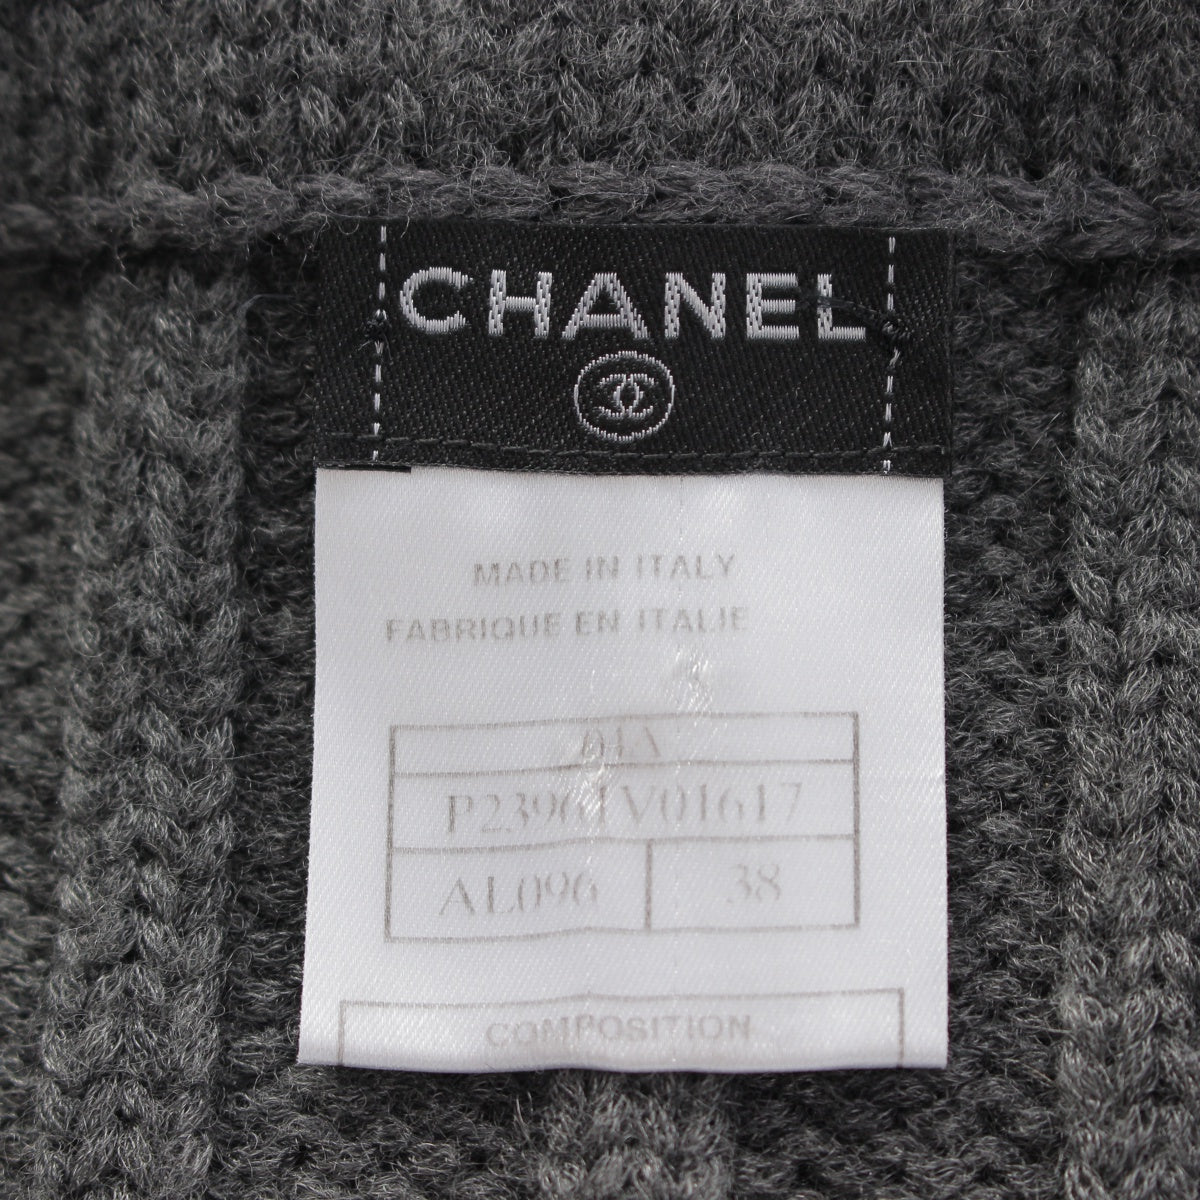 CHANEL
MADE IN ITALY
FABRIQUE EN ITALIE
04A
P23961V01617
AL096 38
COMPOSITION